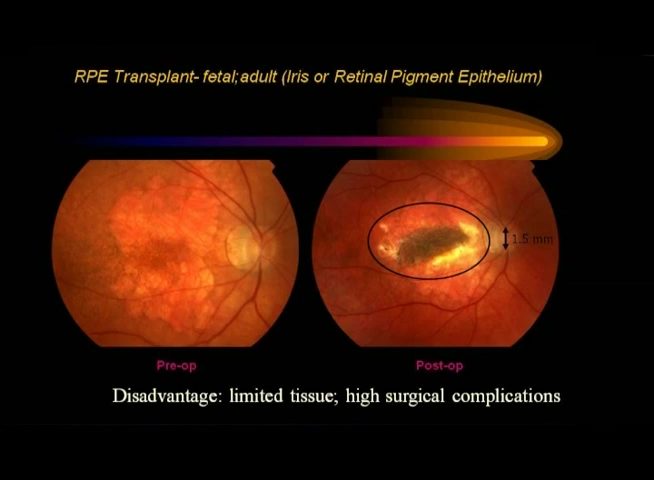 RPE Transplant- fetal;adult (Iris or Retinal Pigment Epithelium)
1.5 mm
Pre-op
Post-op
Disadvantage: limited tissue; high surgical complications